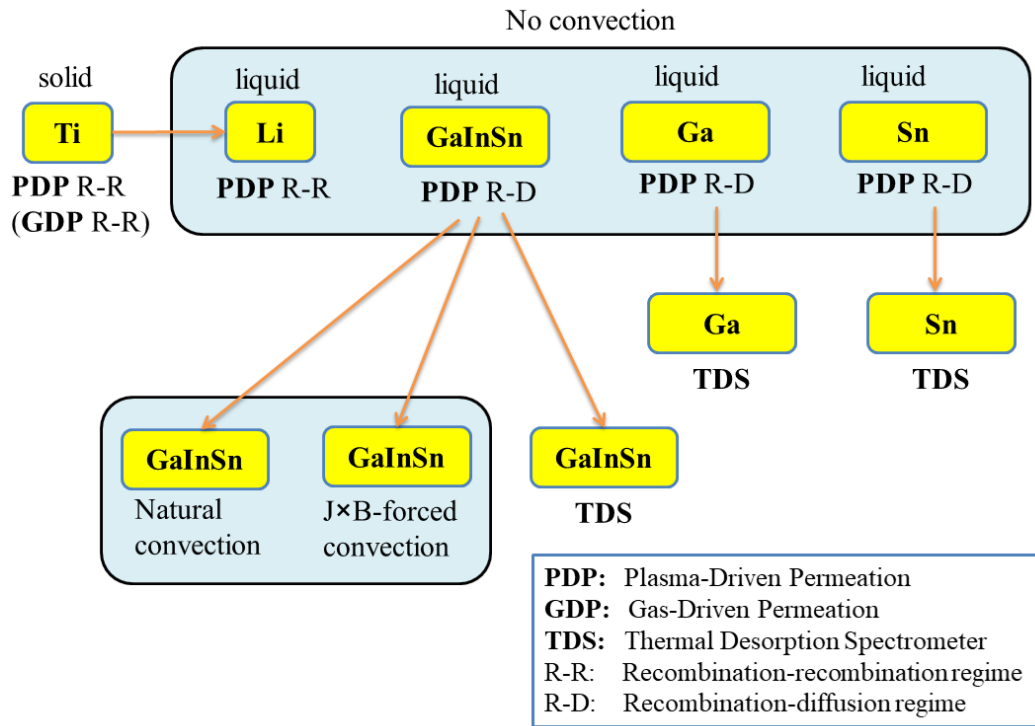 No convection
solid
liquid
liquid
liquid
liquid
Ti
Li
GaInSn
Ga
Sn
PDP R-R
(GDP R-R)
PDP R-R
PDP R-D
PDP R-D
PDP R-D
Ga
TDS
Sn
TDS
GaInSn
Natural
convection
GaInSn
J×B-forced
convection
GaInSn
TDS
PDP: Plasma-Driven Permeation
GDP: Gas-Driven Permeation
TDS: Thermal Desorption Spectrometer
R-R: Recombination-recombination regime
R-D: Recombination-diffusion regime